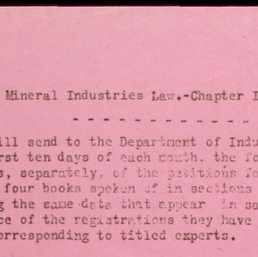 Mineral Industries Law.-Chapter I
- - - - - - - - - - - -
ill send to the Department of Indu
rst ten days of each month, the fo
s, separately, of the petitions fo
four books spoken of in sections
g the same data that appear in sa
ce of the registrations they have
orresponding to titled experts.